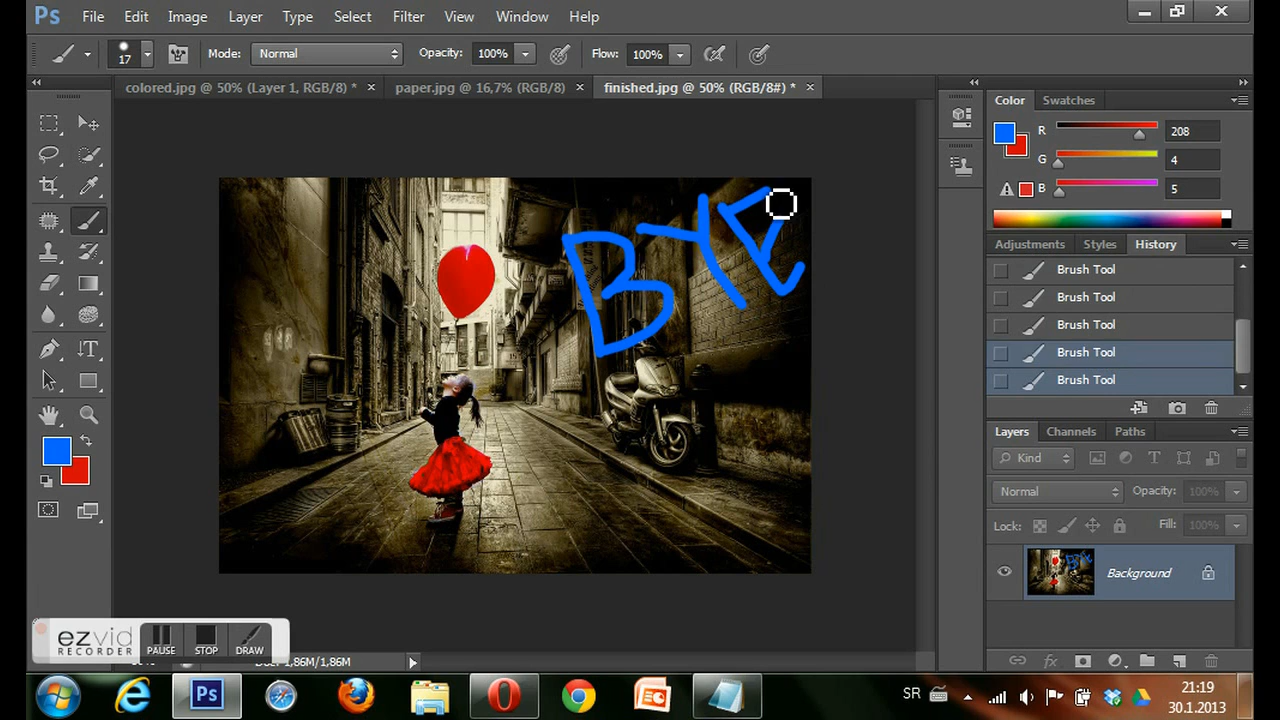 Ps File Edit Image Layer Type Select Filter View Window Help
17 Mode: Normal Opacity: 100% Flow: 100%
colored.jpg @ 50% (Layer 1, RGB/8) * × paper.jpg @ 16,7% (RGB/8) × finished.jpg @ 50% (RGB/8#) * ×
Color Swatches
R 208
G 4
B 5
Adjustments Styles History
Brush Tool
Brush Tool
Brush Tool
Brush Tool
Brush Tool
BYE
Layers Channels Paths
Kind
Normal Opacity: 100%
Lock: Fill: 100%
Background
ezvid
RECORDER
PAUSE STOP DRAW
1,86M/1,86M
Ps SR 21:19
30.1.2013